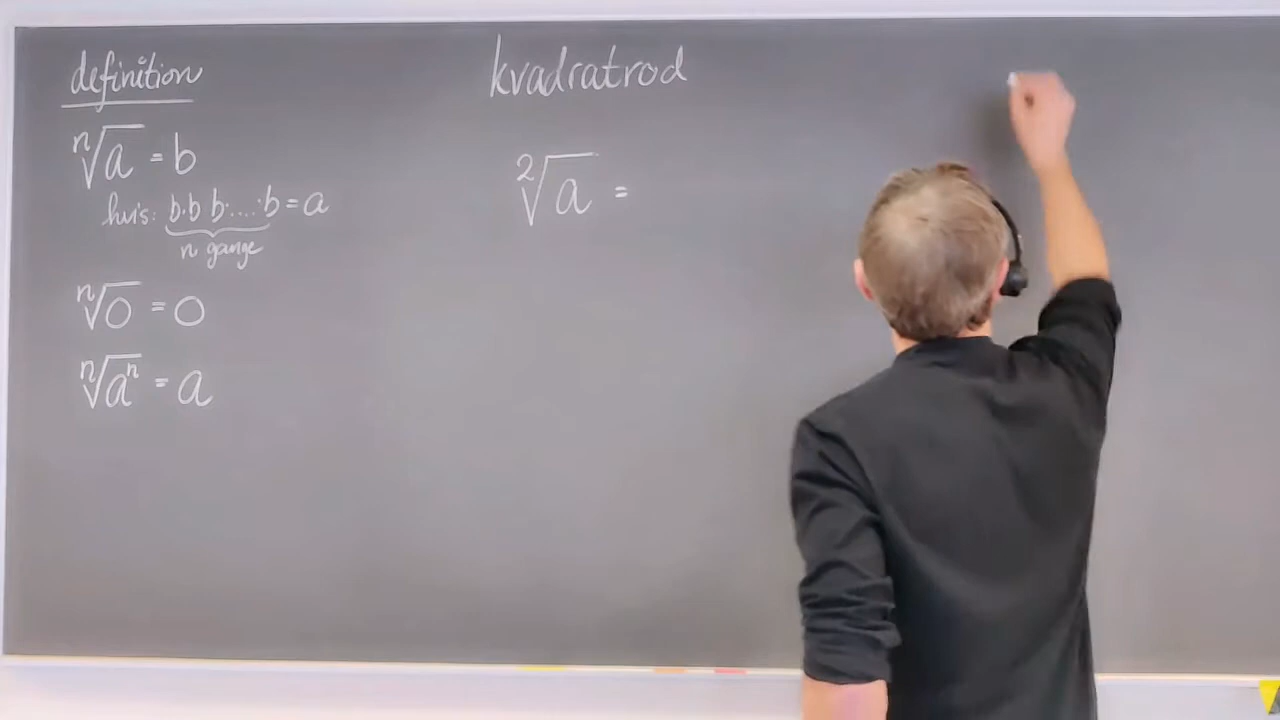 definition
ⁿ√a = b
hvis: b·b b·....·b = a
n gange
ⁿ√0 = 0
ⁿ√aⁿ = a
kvadratrod
²√a =